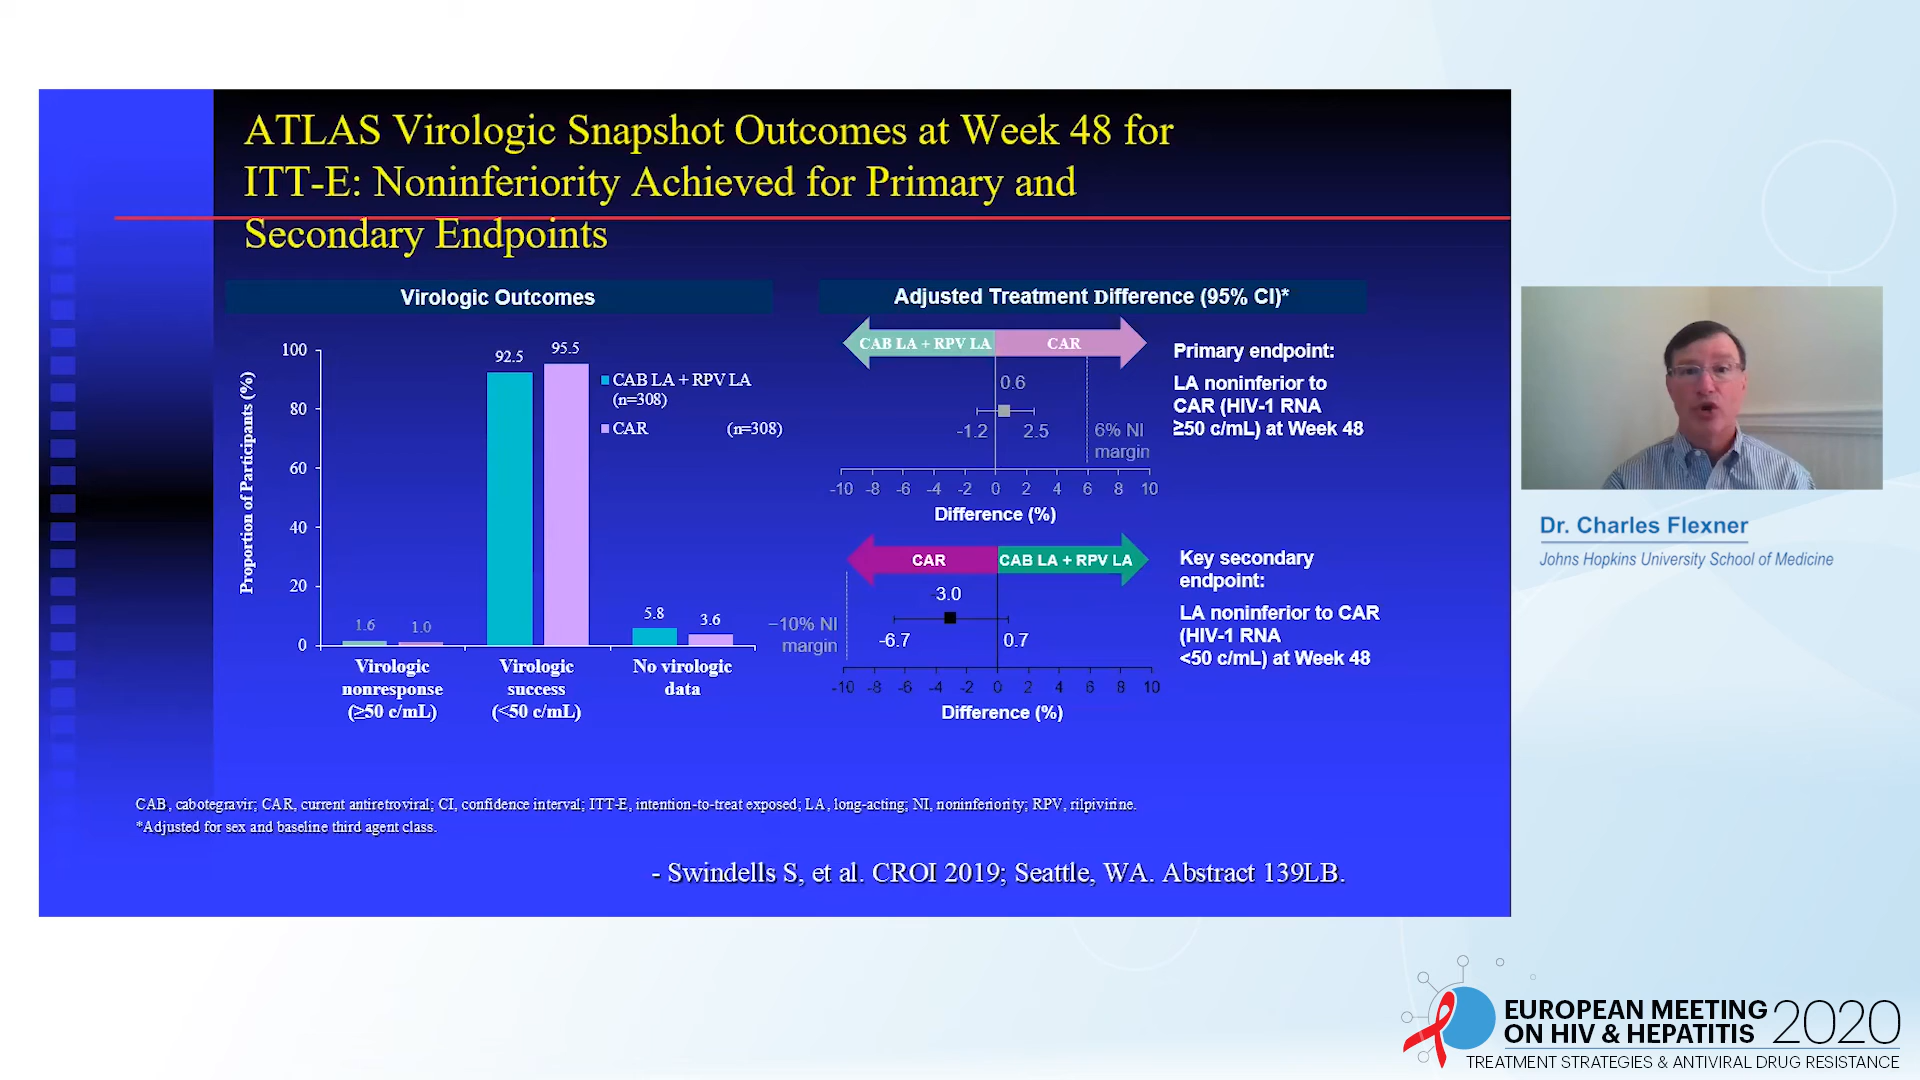 ATLAS Virologic Snapshot Outcomes at Week 48 for
ITT-E: Noninferiority Achieved for Primary and
Secondary Endpoints
Virologic Outcomes
Proportion of Participants (%)
100
80
60
40
20
0
92.5
95.5
CAB LA + RPV LA
(n=308)
CAR (n=308)
1.6
1.0
5.8
3.6
Virologic
nonresponse
(≥50 c/mL)
Virologic
success
(<50 c/mL)
No virologic
data
Adjusted Treatment Difference (95% CI)*
CAB LA + RPV LA
CAR
0.6
-1.2
2.5
6% NI
margin
-10 -8 -6 -4 -2 0 2 4 6 8 10
Difference (%)
Primary endpoint:
LA noninferior to
CAR (HIV-1 RNA
≥50 c/mL) at Week 48
CAR
CAB LA + RPV LA
-3.0
-6.7
0.7
−10% NI
margin
-10 -8 -6 -4 -2 0 2 4 6 8 10
Difference (%)
Key secondary
endpoint:
LA noninferior to CAR
(HIV-1 RNA
<50 c/mL) at Week 48
CAB, cabotegravir; CAR, current antiretroviral; CI, confidence interval; ITT-E, intention-to-treat exposed; LA, long-acting; NI, noninferiority; RPV, rilpivirine.
*Adjusted for sex and baseline third agent class.
- Swindells S, et al. CROI 2019; Seattle, WA. Abstract 139LB.
Dr. Charles Flexner
Johns Hopkins University School of Medicine
EUROPEAN MEETING
ON HIV & HEPATITIS 2020
TREATMENT STRATEGIES & ANTIVIRAL DRUG RESISTANCE